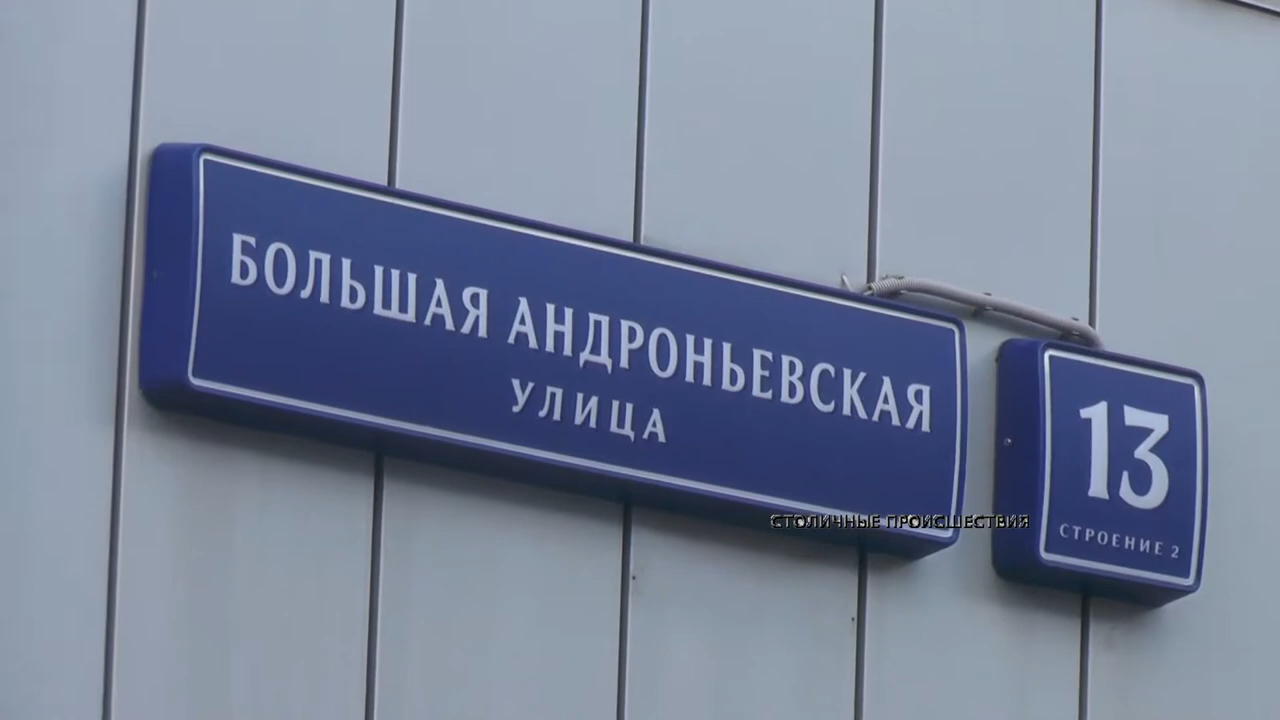 БОЛЬШАЯ АНДРОНЬЕВСКАЯ
УЛИЦА
13
СТРОЕНИЕ 2
СТОЛИЧНЫЕ ПРОИСШЕСТВИЯ